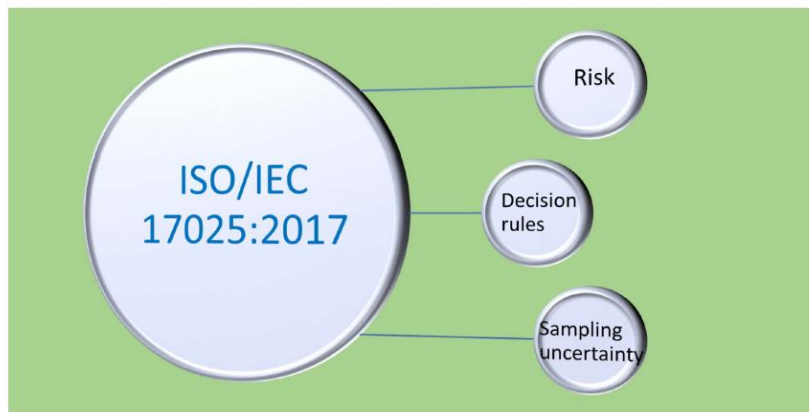 ISO/IEC
17025:2017
Risk
Decision
rules
Sampling
uncertainty